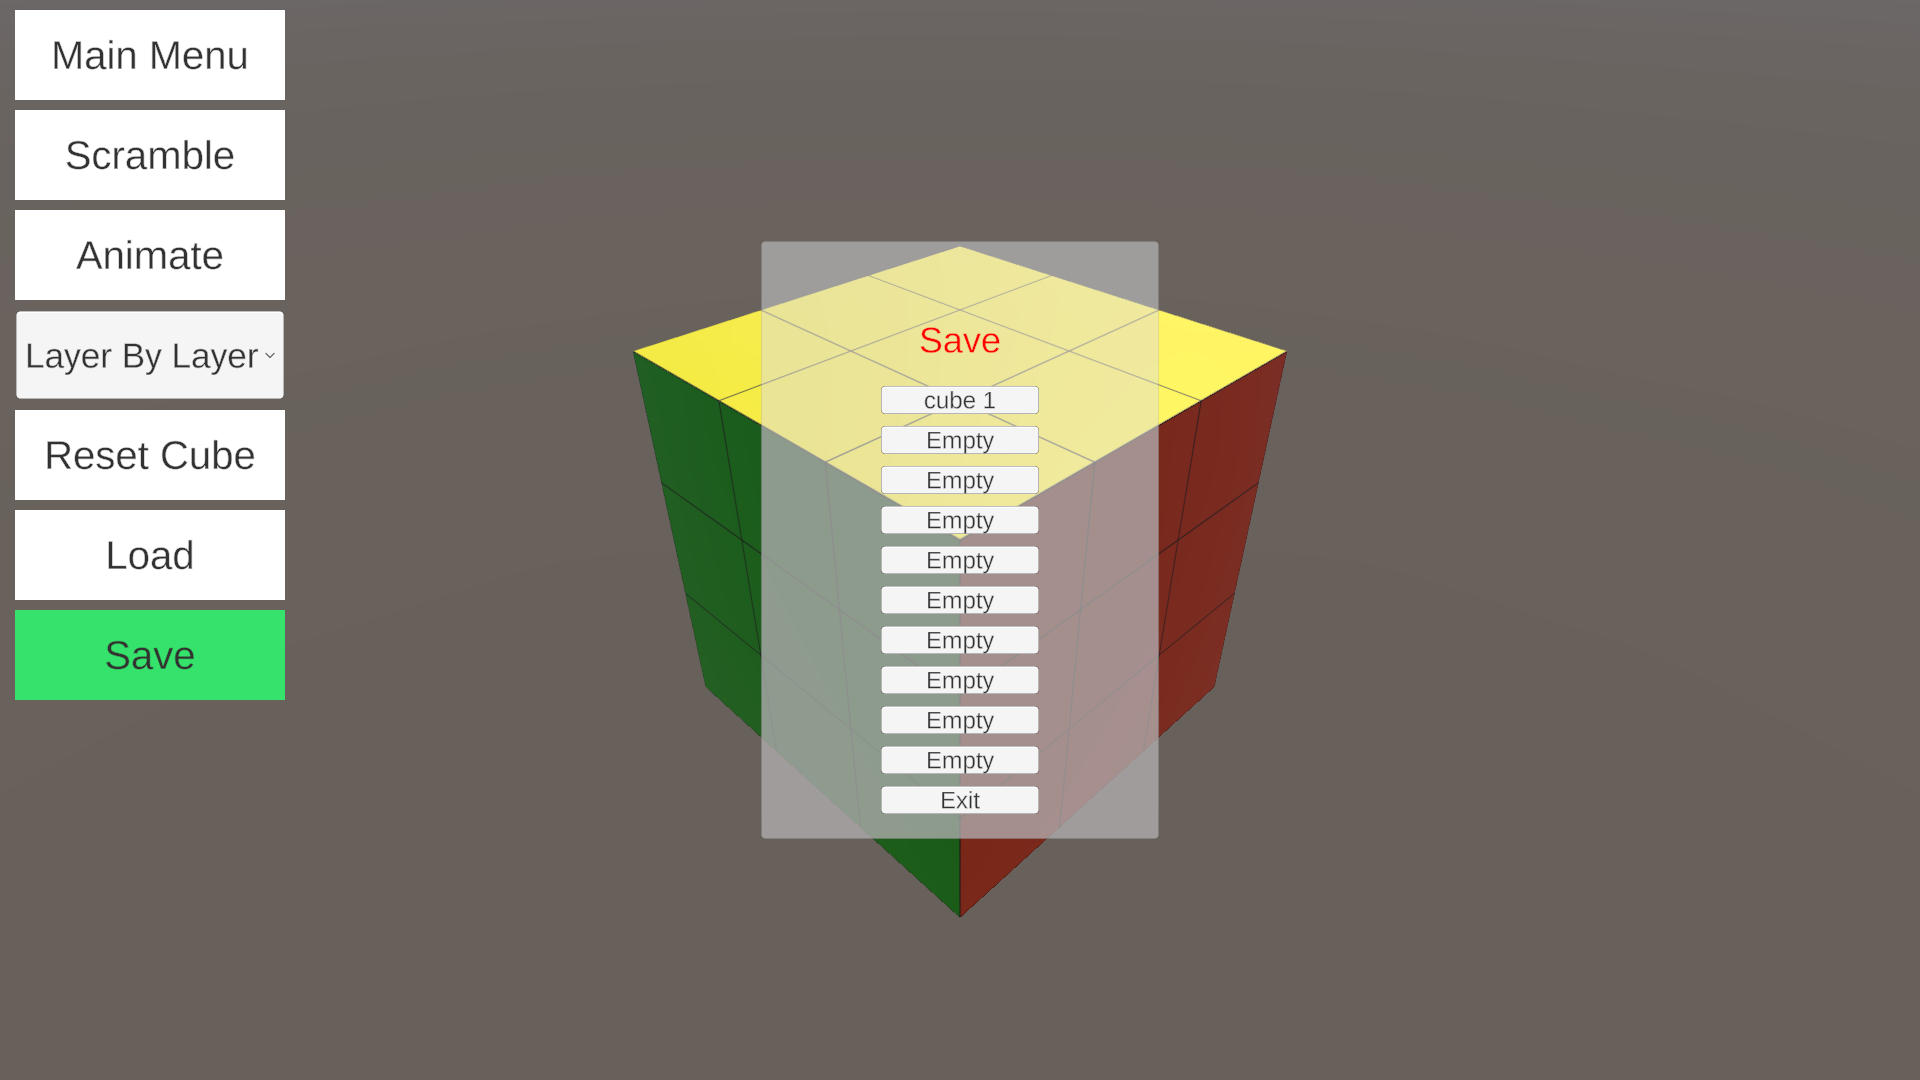 Main Menu
Scramble
Animate
Layer By Layer
Reset Cube
Load
Save
Save
cube 1
Empty
Empty
Empty
Empty
Empty
Empty
Empty
Empty
Empty
Exit